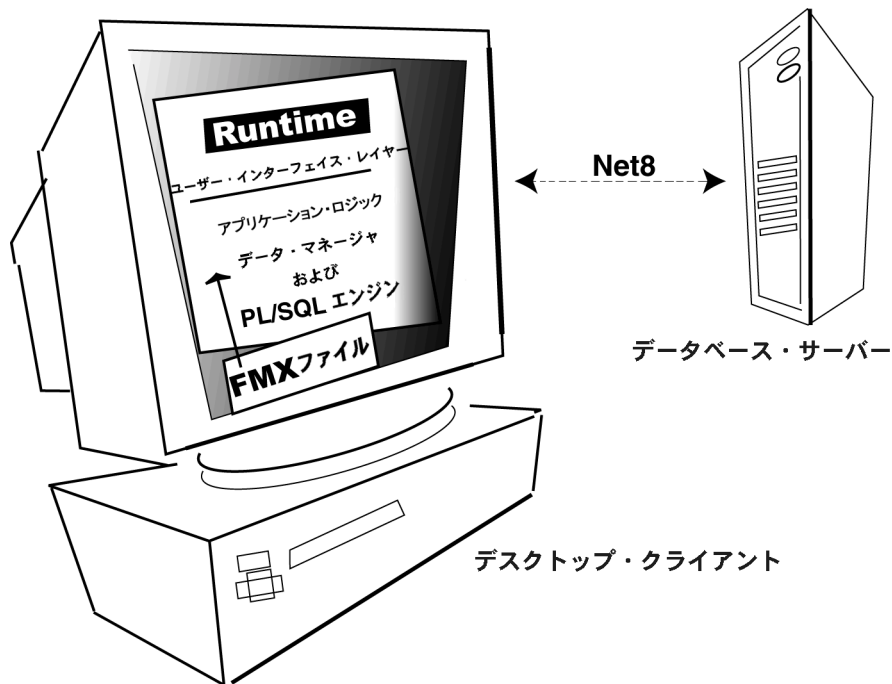 Runtime
ユーザー・インターフェイス・レイヤー
アプリケーション・ロジック
データ・マネージャ
および
PL/SQL エンジン
FMXファイル
Net8
データベース・サーバー
デスクトップ・クライアント